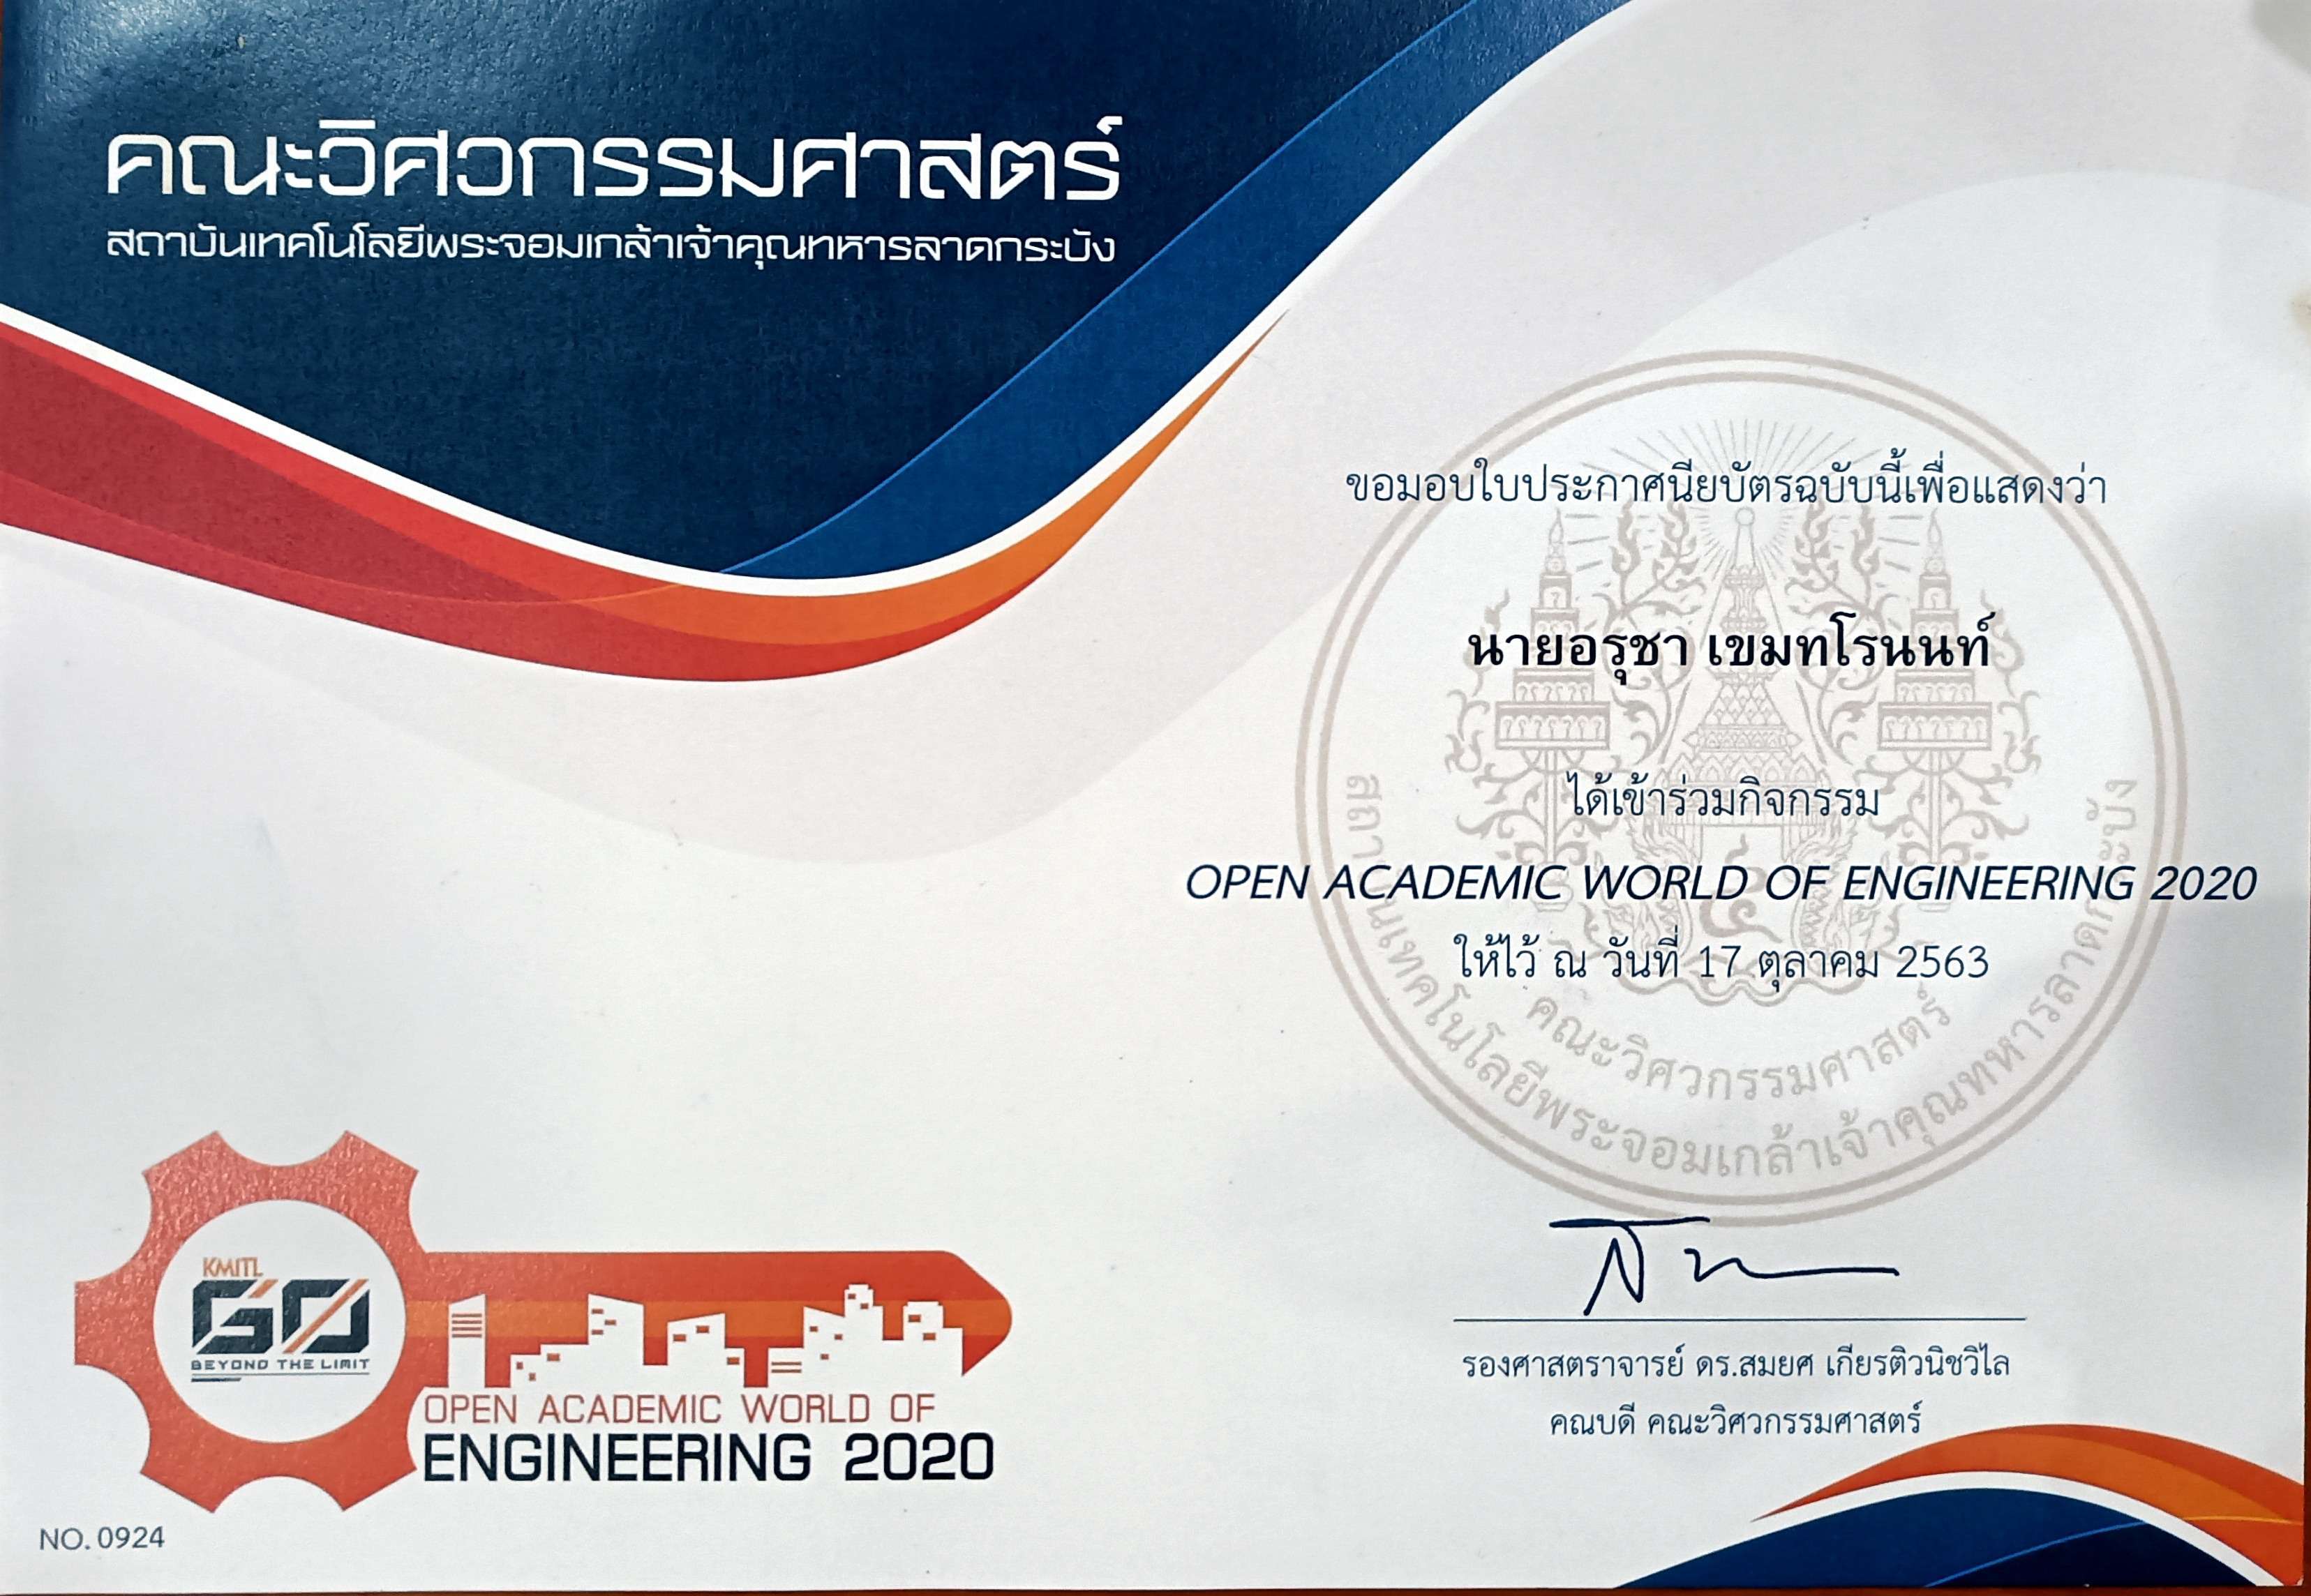 คณะวิศวกรรมศาสตร์
สถาบันเทคโนโลยีพระจอมเกล้าเจ้าคุณทหารลาดกระบัง
ขอมอบใบประกาศนียบัตรฉบับนี้เพื่อแสดงว่า
นายอรุชา เขมทโรนนท์
ได้เข้าร่วมกิจกรรม
OPEN ACADEMIC WORLD OF ENGINEERING 2020
ให้ไว้ ณ วันที่ 17 ตุลาคม 2563
คณะวิศวกรรมศาสตร์
สถาบันเทคโนโลยีพระจอมเกล้าเจ้าคุณทหารลาดกระบัง
รองศาสตราจารย์ ดร.สมยศ เกียรติวนิชวิไล
คณบดี คณะวิศวกรรมศาสตร์
KMITL
60
BEYOND THE LIMIT
OPEN ACADEMIC WORLD OF
ENGINEERING 2020
NO. 0924